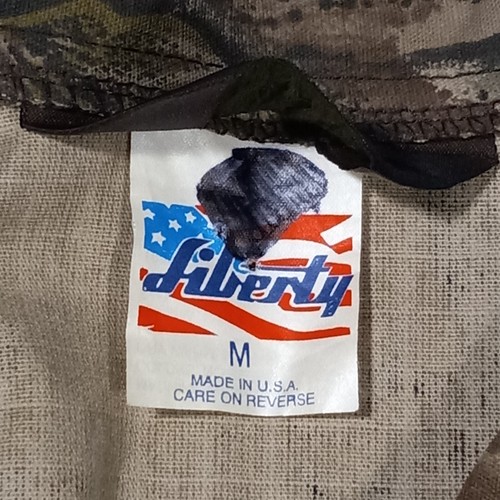 Liberty
M
MADE IN U.S.A.
CARE ON REVERSE